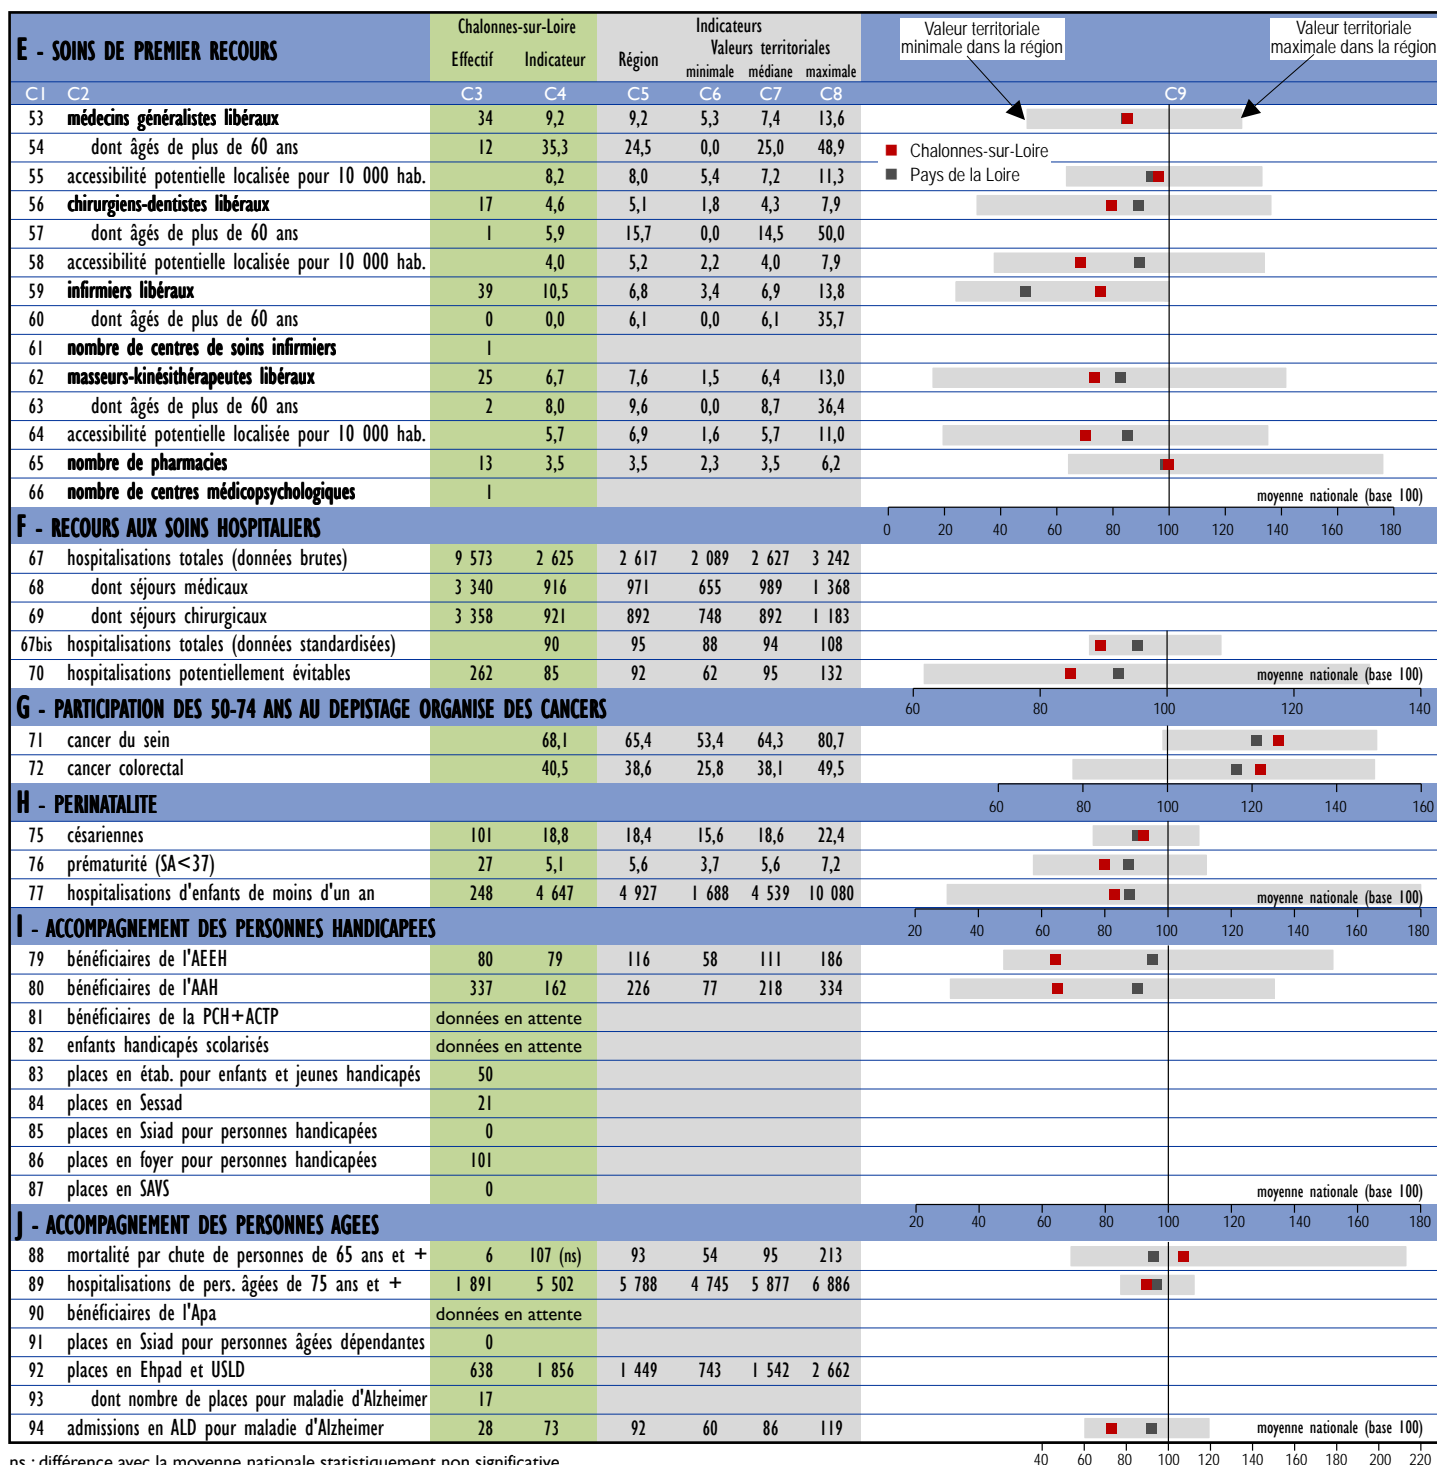 Chalonnes-sur-Loire Indicateurs
E - SOINS DE PREMIER RECOURS Effectif Indicateur Région Valeurs territoriales
minimale médiane maximale
Valeur territoriale minimale dans la région
Valeur territoriale maximale dans la région
C1 C2 C3 C4 C5 C6 C7 C8 C9
53 médecins généralistes libéraux 34 9,2 9,2 5,3 7,4 13,6
54 dont âgés de plus de 60 ans 12 35,3 24,5 0,0 25,0 48,9
Chalonnes-sur-Loire
55 accessibilité potentielle localisée pour 10 000 hab. 8,2 8,0 5,4 7,2 11,3
Pays de la Loire
56 chirurgiens-dentistes libéraux 17 4,6 5,1 1,8 4,3 7,9
57 dont âgés de plus de 60 ans 1 5,9 15,7 0,0 14,5 50,0
58 accessibilité potentielle localisée pour 10 000 hab. 4,0 5,2 2,2 4,0 7,9
59 infirmiers libéraux 39 10,5 6,8 3,4 6,9 13,8
60 dont âgés de plus de 60 ans 0 0,0 6,1 0,0 6,1 35,7
61 nombre de centres de soins infirmiers 1
62 masseurs-kinésithérapeutes libéraux 25 6,7 7,6 1,5 6,4 13,0
63 dont âgés de plus de 60 ans 2 8,0 9,6 0,0 8,7 36,4
64 accessibilité potentielle localisée pour 10 000 hab. 5,7 6,9 1,6 5,7 11,0
65 nombre de pharmacies 13 3,5 3,5 2,3 3,5 6,2
66 nombre de centres médicopsychologiques 1 moyenne nationale (base 100)
F - RECOURS AUX SOINS HOSPITALIERS 0 20 40 60 80 100 120 140 160 180
67 hospitalisations totales (données brutes) 9 573 2 625 2 617 2 089 2 627 3 242
68 dont séjours médicaux 3 340 916 971 655 989 1 368
69 dont séjours chirurgicaux 3 358 921 892 748 892 1 183
67bis hospitalisations totales (données standardisées) 90 95 88 94 108
70 hospitalisations potentiellement évitables 262 85 92 62 95 132 moyenne nationale (base 100)
G - PARTICIPATION DES 50-74 ANS AU DEPISTAGE ORGANISE DES CANCERS 60 80 100 120 140
71 cancer du sein 68,1 65,4 53,4 64,3 80,7
72 cancer colorectal 40,5 38,6 25,8 38,1 49,5
H - PERINATALITE 60 80 100 120 140 160
75 césariennes 101 18,8 18,4 15,6 18,6 22,4
76 prématurité (SA<37) 27 5,1 5,6 3,7 5,6 7,2
77 hospitalisations d'enfants de moins d'un an 248 4 647 4 927 1 688 4 539 10 080 moyenne nationale (base 100)
I - ACCOMPAGNEMENT DES PERSONNES HANDICAPEES 20 40 60 80 100 120 140 160 180
79 bénéficiaires de l'AEEH 80 79 116 58 111 186
80 bénéficiaires de l'AAH 337 162 226 77 218 334
81 bénéficiaires de la PCH+ACTP données en attente
82 enfants handicapés scolarisés données en attente
83 places en étab. pour enfants et jeunes handicapés 50
84 places en Sessad 21
85 places en Ssiad pour personnes handicapées 0
86 places en foyer pour personnes handicapées 101
87 places en SAVS 0 moyenne nationale (base 100)
J - ACCOMPAGNEMENT DES PERSONNES AGEES 20 40 60 80 100 120 140 160 180
88 mortalité par chute de personnes de 65 ans et + 6 107 (ns) 93 54 95 213
89 hospitalisations de pers. âgées de 75 ans et + 1 891 5 502 5 788 4 745 5 877 6 886
90 bénéficiaires de l'Apa données en attente
91 places en Ssiad pour personnes âgées dépendantes 0
92 places en Ehpad et USLD 638 1 856 1 449 743 1 542 2 662
93 dont nombre de places pour maladie d'Alzheimer 17
94 admissions en ALD pour maladie d'Alzheimer 28 73 92 60 86 119 moyenne nationale (base 100)
40 60 80 100 120 140 160 180 200 220
ns : différence avec la moyenne nationale statistiquement non significative